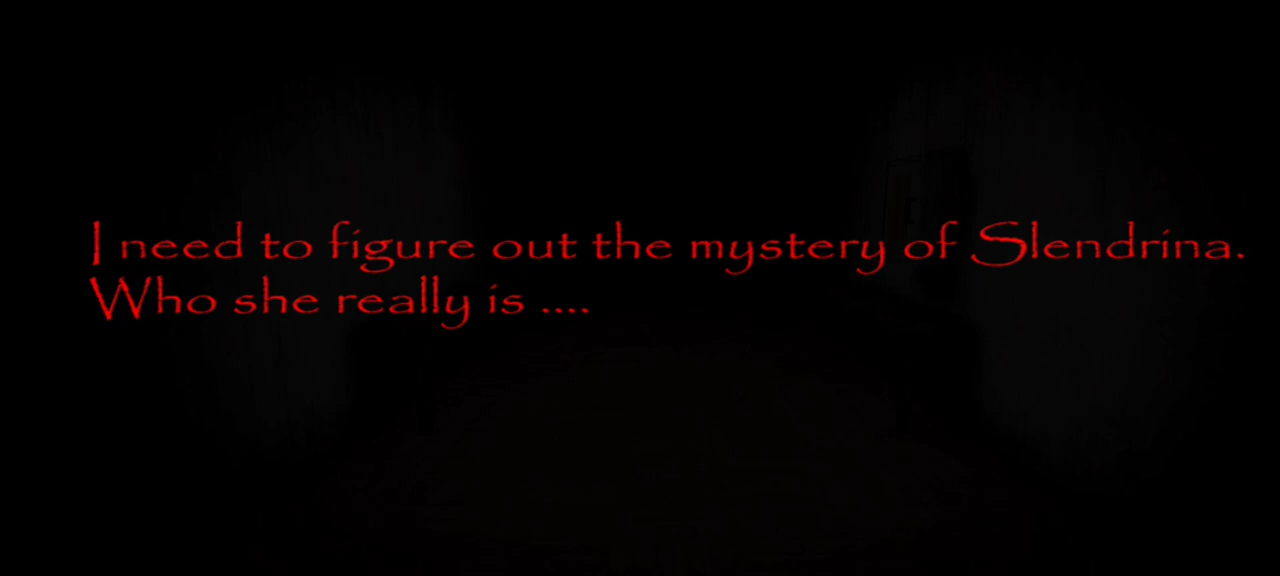 I need to figure out the mystery of Slendrina.
Who she really is ....